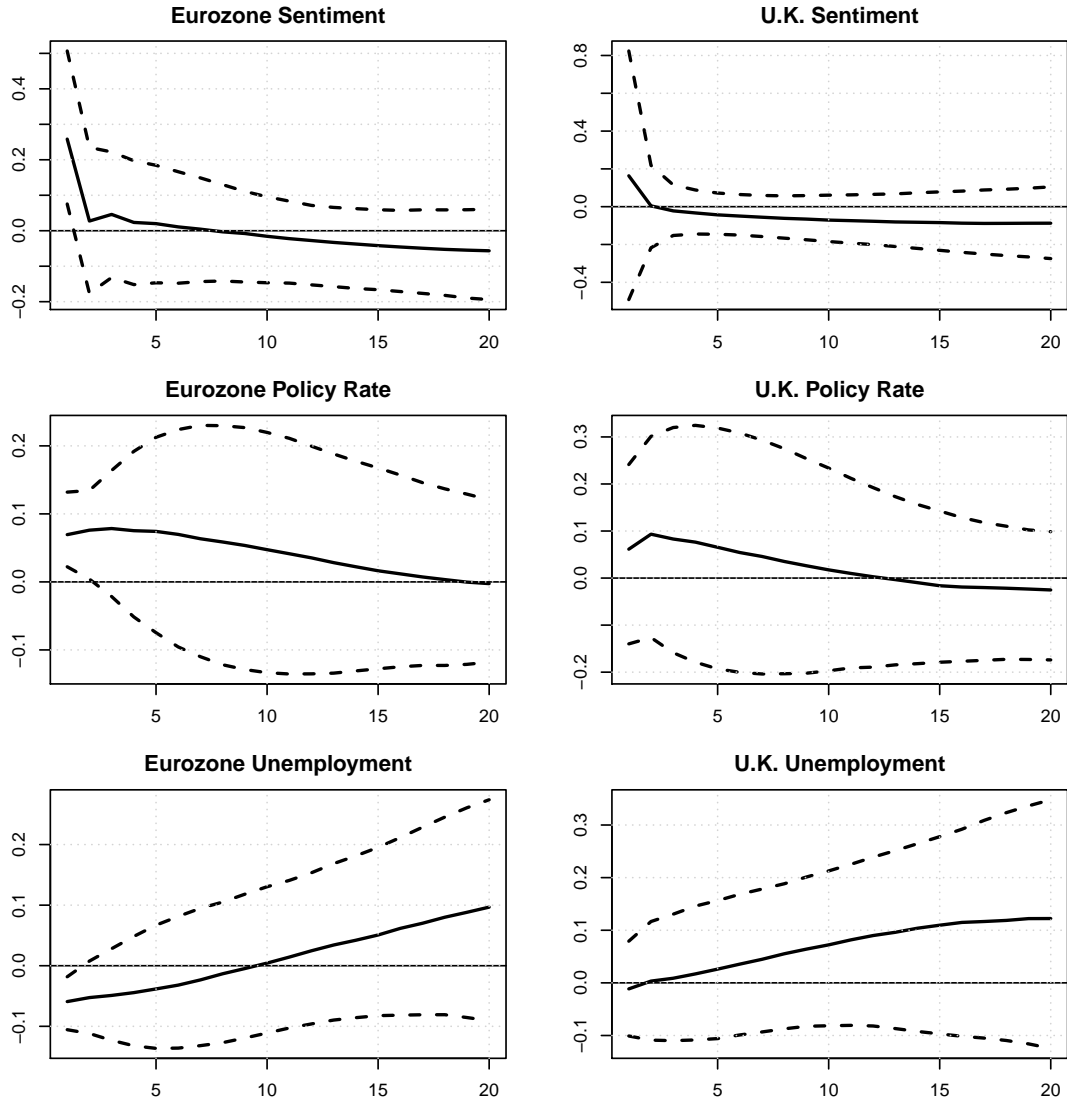 Eurozone Sentiment
0.4
0.2
0.0
−0.2
5 10 15 20
U.K. Sentiment
0.8
0.4
0.0
−0.4
5 10 15 20
Eurozone Policy Rate
0.2
0.1
0.0
−0.1
5 10 15 20
U.K. Policy Rate
0.3
0.2
0.1
0.0
−0.2
5 10 15 20
Eurozone Unemployment
0.2
0.1
0.0
−0.1
5 10 15 20
U.K. Unemployment
0.3
0.2
0.1
0.0
−0.1
5 10 15 20